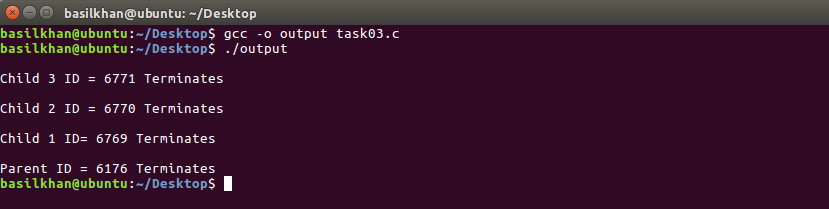 basilkhan@ubuntu: ~/Desktop
basilkhan@ubuntu:~/Desktop$ gcc -o output task03.c
basilkhan@ubuntu:~/Desktop$ ./output
Child 3 ID = 6771 Terminates
Child 2 ID = 6770 Terminates
Child 1 ID= 6769 Terminates
Parent ID = 6176 Terminates
basilkhan@ubuntu:~/Desktop$